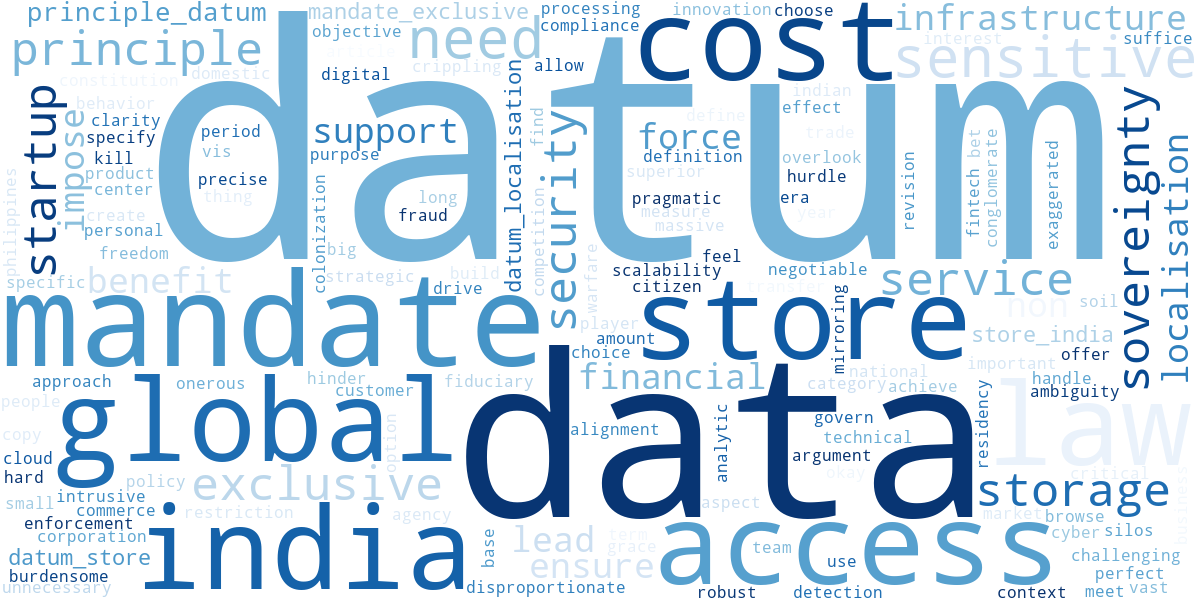 principle_datum
mandate_exclusive
processing
innovation
choose
infrastructure
principle
objective
need
compliance
cost
interest
suffice
sensitive
constitution
domestic
digital
crippling
allow
datum
behavior
clarity
specify
kill
product
center
create
personal
freedom
period
vis
precise
thing
support
purpose
long
fraud
big
strategic
build
drive
startup
impose
philippines
colonization
datum_localisation
find
competition
security
warfare
force
define
definition
superior
pragmatic
measure
massive
indian
effect
trade
overlook
hurdle
era
year
revision
fintech bet
conglomerate
exaggerated
sovereignty
localisation
specific
benefit
feel
scalability
citizen
negotiable
transfer
service
non
soil
mandate
player
amount
choice
store
mirroring
store_india
important
offer
handle
ambiguity
approach
onerous
hinder
customer
fiduciary
financial
national
category
achieve
people
global
option
data
alignment
analytic
govern
technical
argument
okay
residency
law
copy
cloud
hard
policy
exclusive
small
intrusive
commerce
restriction
agency
enforcement
corporation
aspect
critical
storage
business
market
browse
cyber
silos
india
base
lead
term
grace
ensure
access
team
use
datum_store
burdensome
unnecessary
disproportionate
robust
detection
context
challenging
perfect
meet
vast